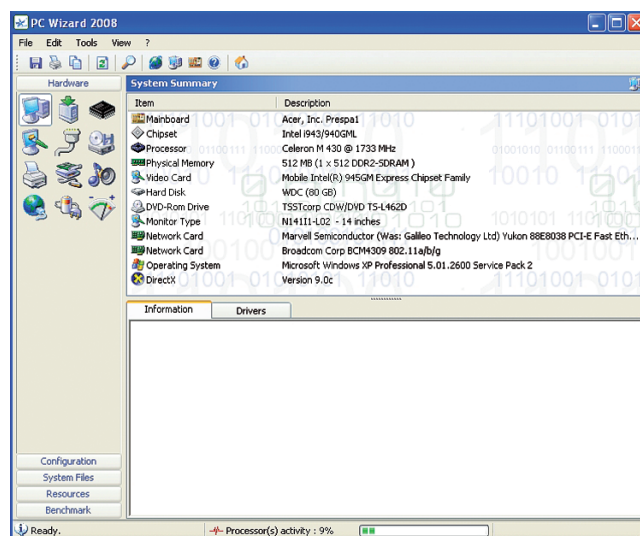 PC Wizard 2008
File Edit Tools View ?
Hardware
System Summary
Item Description
Mainboard Acer, Inc. Prespa1
Chipset Intel i943/940GML
Processor Celeron M 430 @ 1733 MHz
Physical Memory 512 MB (1 x 512 DDR2-SDRAM )
Video Card Mobile Intel(R) 945GM Express Chipset Family
Hard Disk WDC (80 GB)
DVD-Rom Drive TSSTcorp CDW/DVD TS-L462D
Monitor Type N141I1-L02 - 14 inches
Network Card Marvell Semiconductor (Was: Galileo Technology Ltd) Yukon 88E8038 PCI-E Fast Eth...
Network Card Broadcom Corp BCM4309 802.11a/b/g
Operating System Microsoft Windows XP Professional 5.01.2600 Service Pack 2
DirectX Version 9.0c
Information Drivers
Configuration
System Files
Resources
Benchmark
Ready. Processor(s) activity : 9%